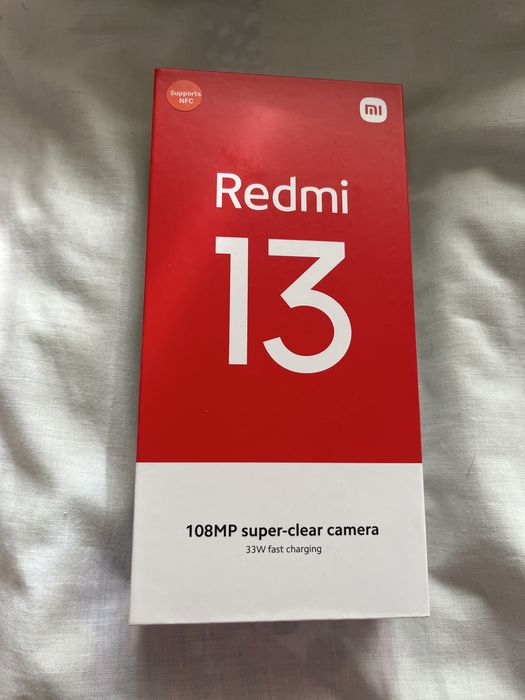 Supports
NFC
mi
Redmi
13
108MP super-clear camera
33W fast charging